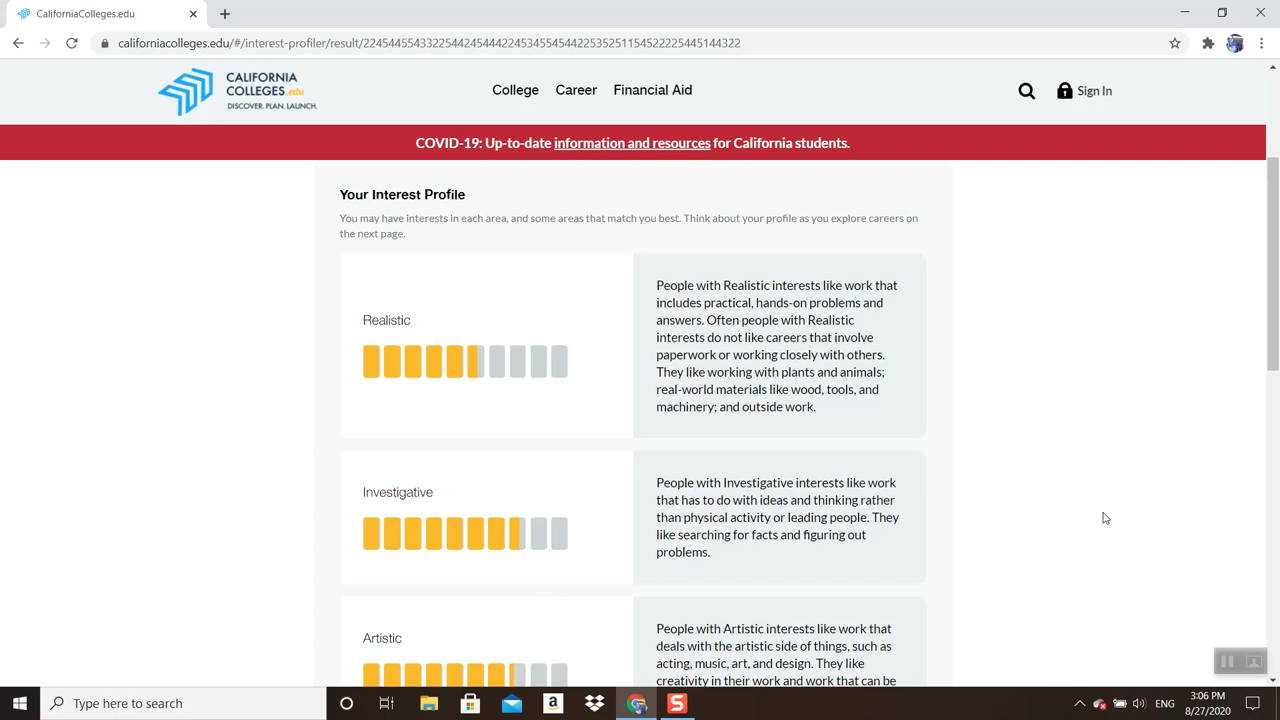 CaliforniaColleges.edu
californiacolleges.edu/#/interest-profiler/result/224544554332254424544422453455454422535251154522225445144322
CALIFORNIA
COLLEGES.edu
DISCOVER. PLAN. LAUNCH.
College Career Financial Aid
Sign In
COVID-19: Up-to-date information and resources for California students.
Your Interest Profile
You may have interests in each area, and some areas that match you best. Think about your profile as you explore careers on
the next page.
Realistic
People with Realistic interests like work that
includes practical, hands-on problems and
answers. Often people with Realistic
interests do not like careers that involve
paperwork or working closely with others.
They like working with plants and animals;
real-world materials like wood, tools, and
machinery; and outside work.
Investigative
People with Investigative interests like work
that has to do with ideas and thinking rather
than physical activity or leading people. They
like searching for facts and figuring out
problems.
Artistic
People with Artistic interests like work that
deals with the artistic side of things, such as
acting, music, art, and design. They like
creativity in their work and work that can be
Type here to search
a
S
ENG
3:06 PM
8/27/2020